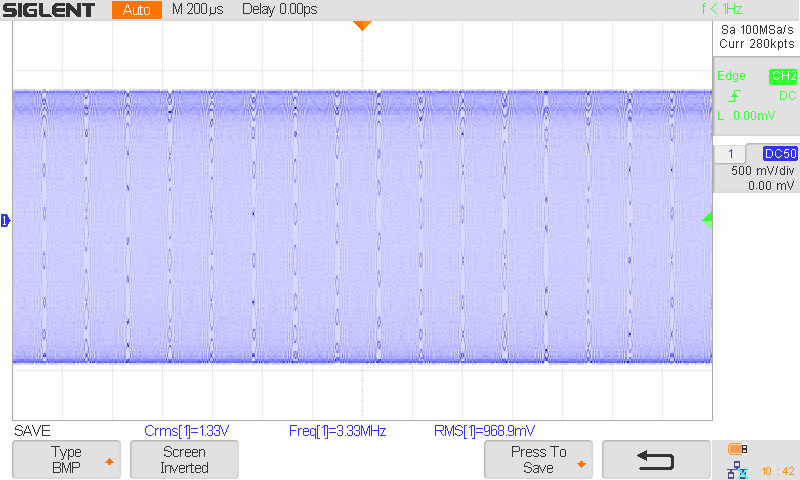 SIGLENT Auto M 200µs Delay 0.00ps f < 1Hz
Sa 100MSa/s
Curr 280kpts
Edge CH2
DC
L 0.00mV
1 DC50
500 mV/div
0.00 mV
1
SAVE Crms[1]=1.33V Freq[1]=3.33MHz RMS[1]=968.9mV
Type
BMP
Screen
Inverted
Press To
Save
10:42